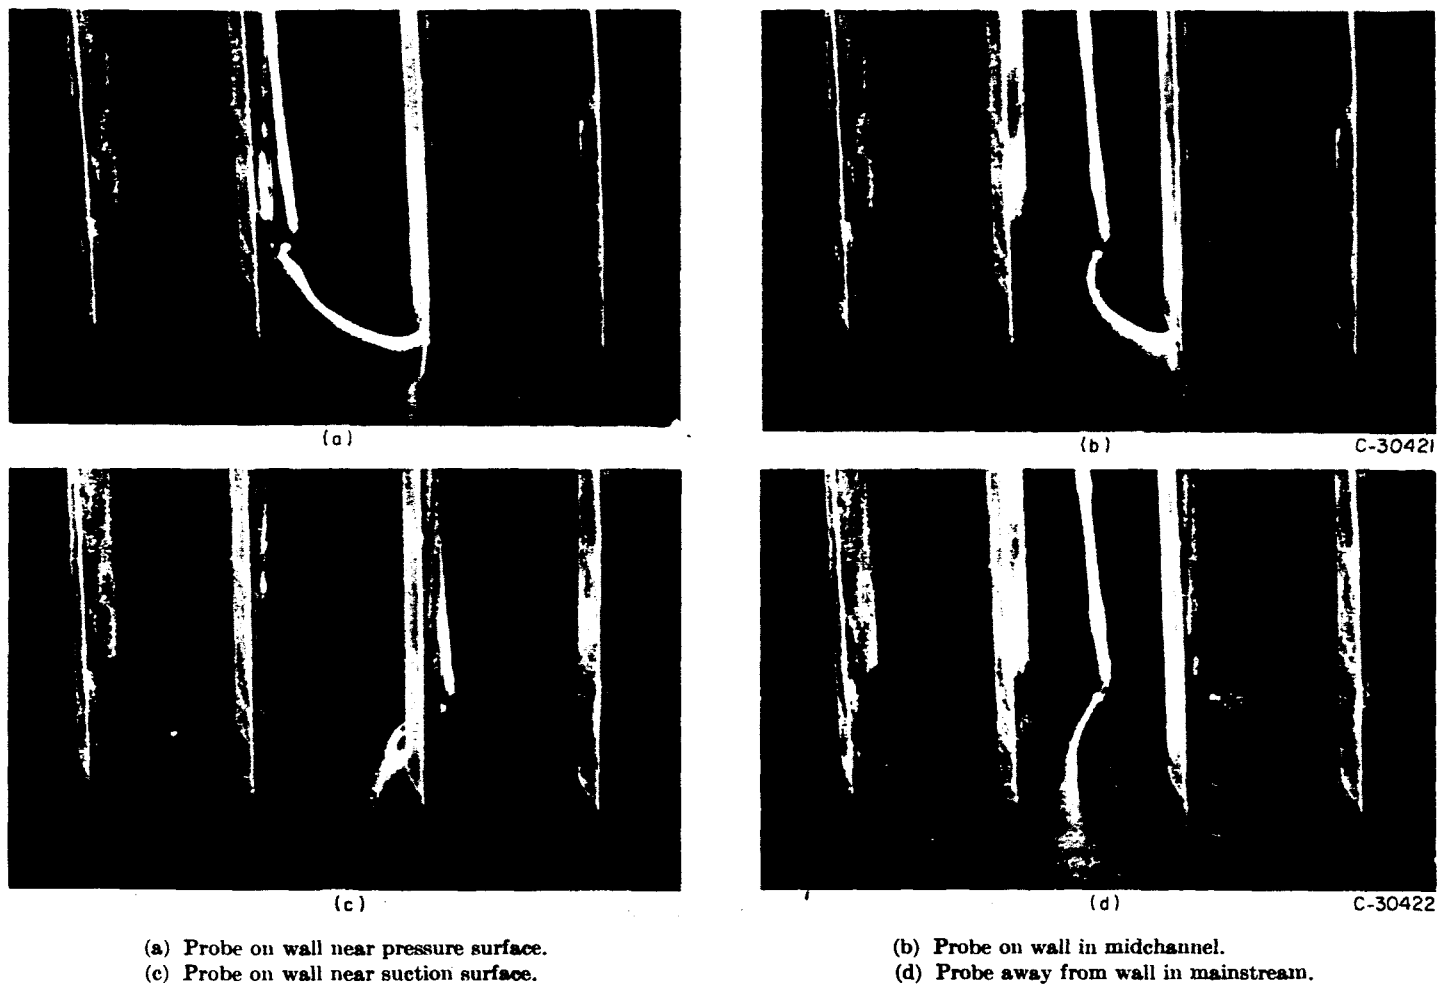 (a)
(b)
C-30421
(c)
(d)
C-30422
(a) Probe on wall near pressure surface.
(b) Probe on wall in midchannel.
(c) Probe on wall near suction surface.
(d) Probe away from wall in mainstream.